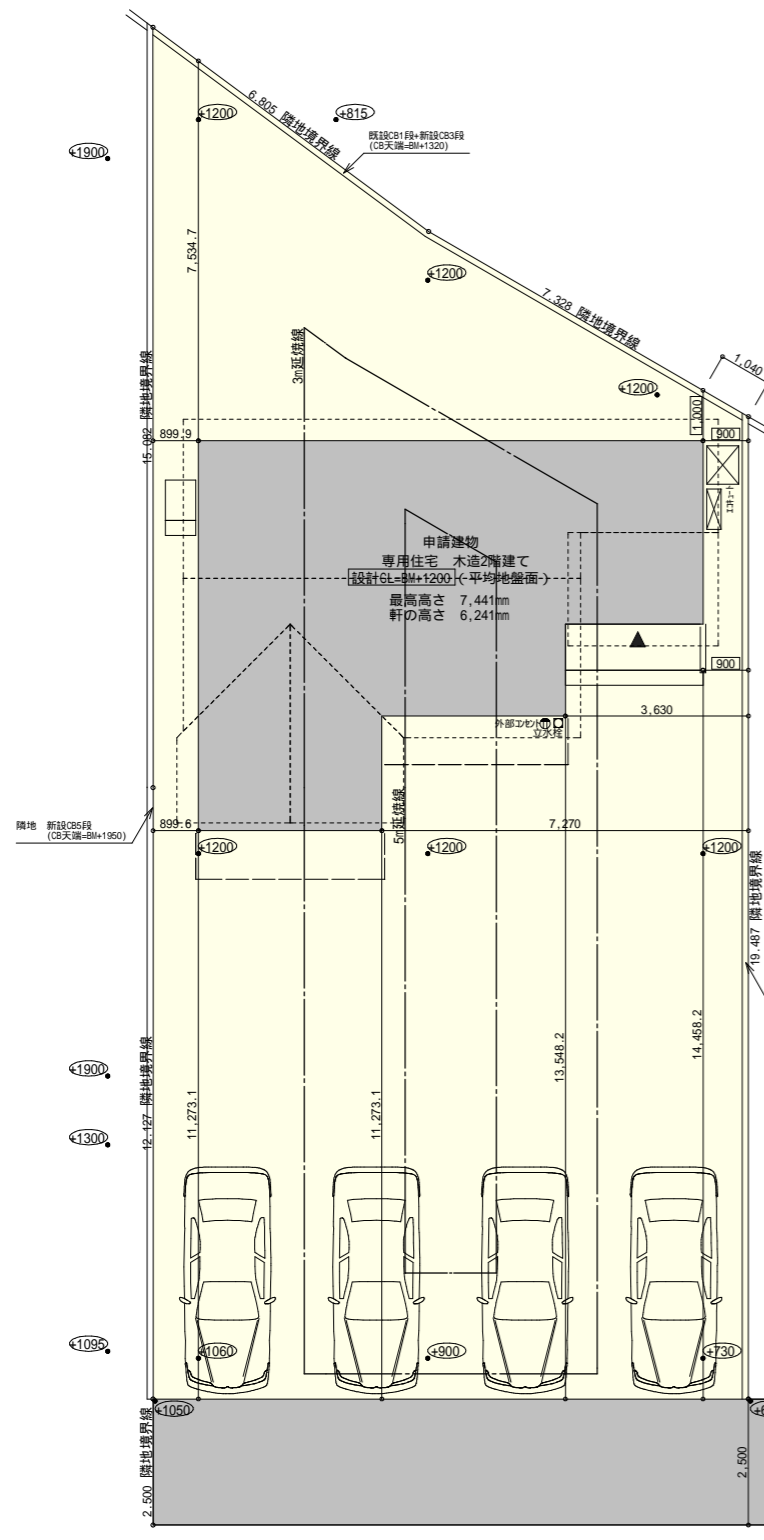 6.805 隣地境界線
+1200
+815
既設CB1段+新設CB3段
(CB天端=BM+1320)
+1900
7,534.7
+1200
7.328 隣地境界線
3m延焼線
1,040
+1200
15.082 隣地境界線
1,000
899.9
900
エコキュート
申請建物
専用住宅 木造2階建て
設計GL=BM+1200 (平均地盤面)
最高高さ 7,441mm
軒の高さ 6,241mm
900
3,630
外部コンセント
立水栓
隣地 新設CB5段
(CB天端=BM+1950)
5m延焼線
899.6
7,270
+1200
+1200
+1200
19.487 隣地境界線
13,548.2
14,458.2
+1900
12.127 隣地境界線
11,273.1
11,273.1
+1300
+1095
+1060
+900
+730
+1050
2.500 隣地境界線
2,500